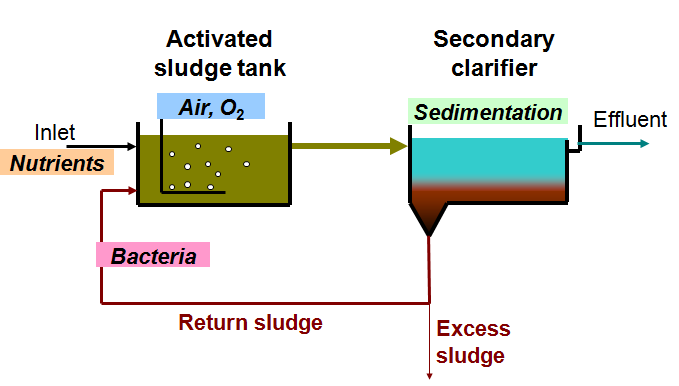 Activated
sludge tank
Secondary
clarifier
Air, O₂
Sedimentation
Inlet
Effluent
Nutrients
Bacteria
Return sludge
Excess
sludge